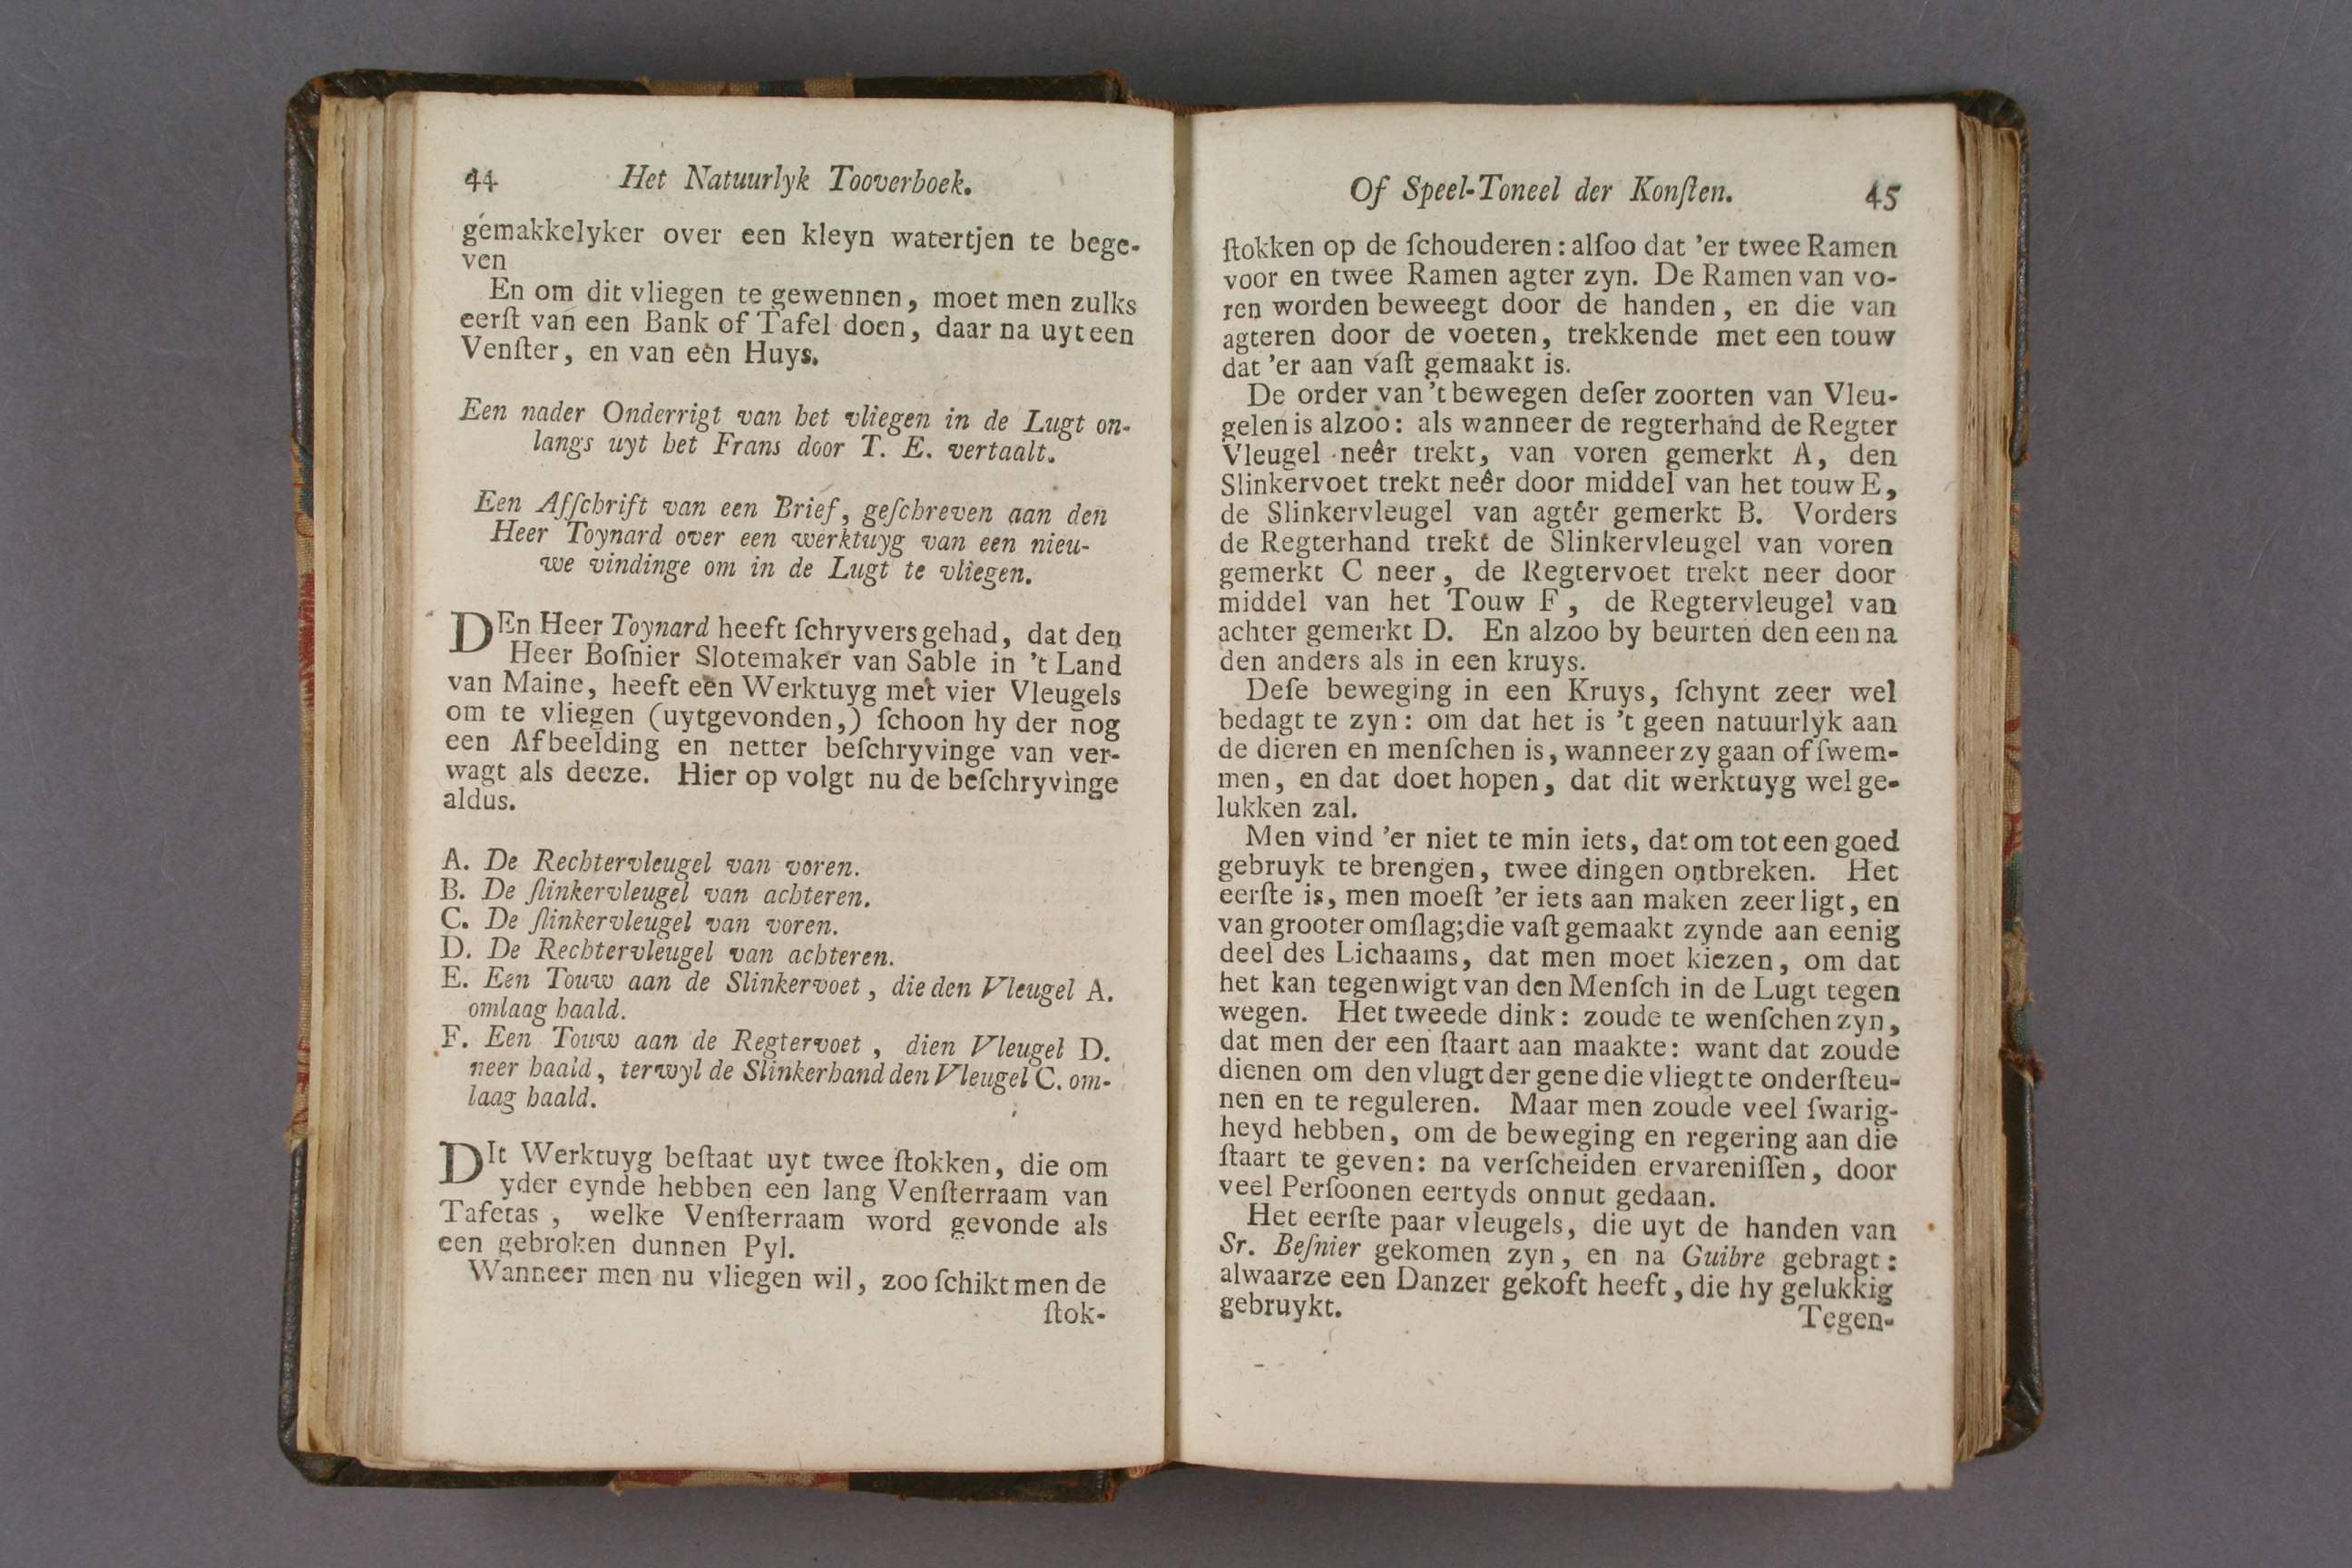 44 Het Natuurlyk Tooverboek.
gemakkelyker over een kleyn watertjen te bege-
ven
En om dit vliegen te gewennen, moet men zulks
eerſt van een Bank of Tafel doen, daar na uyt een
Venſter, en van een Huys.
Een nader Onderrigt van het vliegen in de Lugt on-
langs uyt het Frans door T. E. vertaalt.
Een Afſchrift van een Brief, geſchreven aan den
Heer Toynard over een werktuyg van een nieu-
we vindinge om in de Lugt te vliegen.
DEn Heer Toynard heeft ſchryvers gehad, dat den
Heer Boſnier Slotemaker van Sable in 't Land
van Maine, heeft een Werktuyg met vier Vleugels
om te vliegen (uytgevonden,) ſchoon hy der nog
een Afbeelding en netter beſchryvinge van ver-
wagt als deeze. Hier op volgt nu de beſchryvinge
aldus.
A. De Rechtervleugel van voren.
B. De ſlinkervleugel van achteren.
C. De ſlinkervleugel van voren.
D. De Rechtervleugel van achteren.
E. Een Touw aan de Slinkervoet, die den Vleugel A.
omlaag haald.
F. Een Touw aan de Regtervoet, dien Vleugel D.
neer haald, terwyl de Slinkerhand den Vleugel C. om-
laag haald.
DIt Werktuyg beſtaat uyt twee ſtokken, die om
yder eynde hebben een lang Venſterraam van
Tafetas, welke Venſterraam word gevonde als
een gebroken dunnen Pyl.
Wanneer men nu vliegen wil, zoo ſchikt men de
ſtok-
Of Speel-Toneel der Konſten. 45
ſtokken op de ſchouderen: alſoo dat 'er twee Ramen
voor en twee Ramen agter zyn. De Ramen van vo-
ren worden beweegt door de handen, en die van
agteren door de voeten, trekkende met een touw
dat 'er aan vaſt gemaakt is.
De order van 't bewegen deſer zoorten van Vleu-
gelen is alzoo: als wanneer de regterhand de Regter
Vleugel neêr trekt, van voren gemerkt A, den
Slinkervoet trekt neêr door middel van het touw E,
de Slinkervleugel van agtêr gemerkt B. Vorders
de Regterhand trekt de Slinkervleugel van voren
gemerkt C neer, de Regtervoet trekt neer door
middel van het Touw F, de Regtervleugel van
achter gemerkt D. En alzoo by beurten den een na
den anders als in een kruys.
Deſe beweging in een Kruys, ſchynt zeer wel
bedagt te zyn: om dat het is 't geen natuurlyk aan
de dieren en menſchen is, wanneer zy gaan of ſwem-
men, en dat doet hopen, dat dit werktuyg wel ge-
lukken zal.
Men vind 'er niet te min iets, dat om tot een goed
gebruyk te brengen, twee dingen ontbreken. Het
eerſte is, men moeſt 'er iets aan maken zeer ligt, en
van grooter omſlag; die vaſt gemaakt zynde aan eenig
deel des Lichaams, dat men moet kiezen, om dat
het kan tegenwigt van den Menſch in de Lugt tegen
wegen. Het tweede dink: zoude te wenſchen zyn,
dat men der een ſtaart aan maakte: want dat zoude
dienen om den vlugt der gene die vliegt te onderſteu-
nen en te reguleren. Maar men zoude veel ſwarig-
heyd hebben, om de beweging en regering aan die
ſtaart te geven: na verſcheiden ervareniſſen, door
veel Perſoonen eertyds onnut gedaan.
Het eerſte paar vleugels, die uyt de handen van
Sr. Beſnier gekomen zyn, en na Guibre gebragt:
alwaarze een Danzer gekoft heeft, die hy gelukkig
gebruykt.
Tegen-